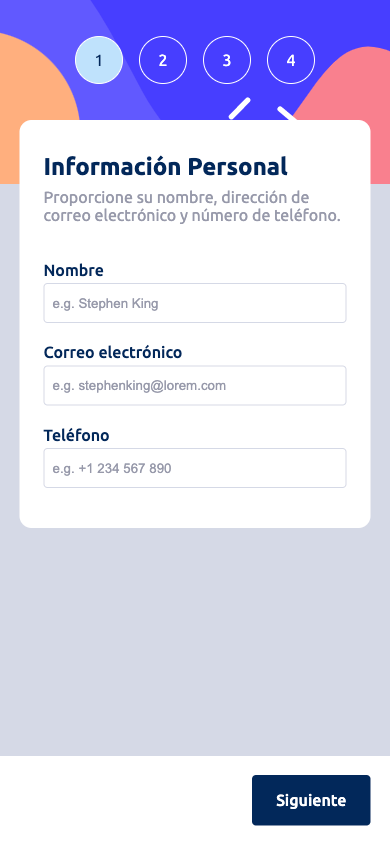 1 2 3 4
Información Personal
Proporcione su nombre, dirección de
correo electrónico y número de teléfono.
Nombre
e.g. Stephen King
Correo electrónico
e.g. stephenking@lorem.com
Teléfono
e.g. +1 234 567 890
Siguiente